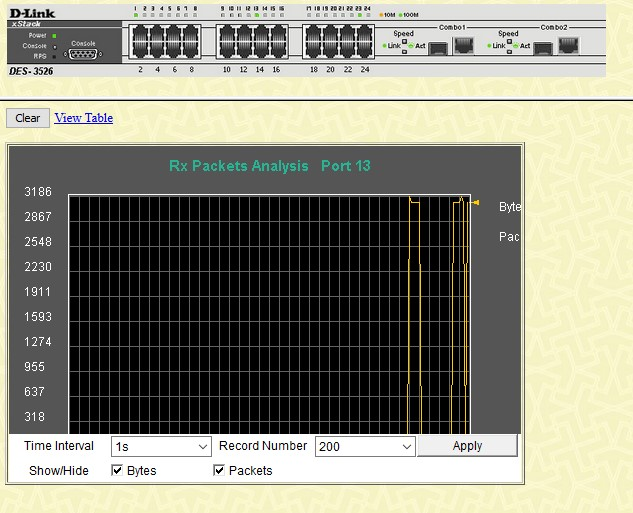 D-Link
xStack
Power
Console
RPS
Console
DES-3526
1 2 3 4 5 6 7 8
9 10 11 12 13 14 15 16
17 18 19 20 21 22 23 24
10M 100M
Speed
Link Act
Combo1
Speed
Link Act
Combo2
2 4 6 8
10 12 14 16
18 20 22 24
Clear View Table
Rx Packets Analysis Port 13
3186
2867
2548
2230
1911
1593
1274
955
637
318
Byte
Pac
Time Interval 1s Record Number 200 Apply
Show/Hide Bytes Packets